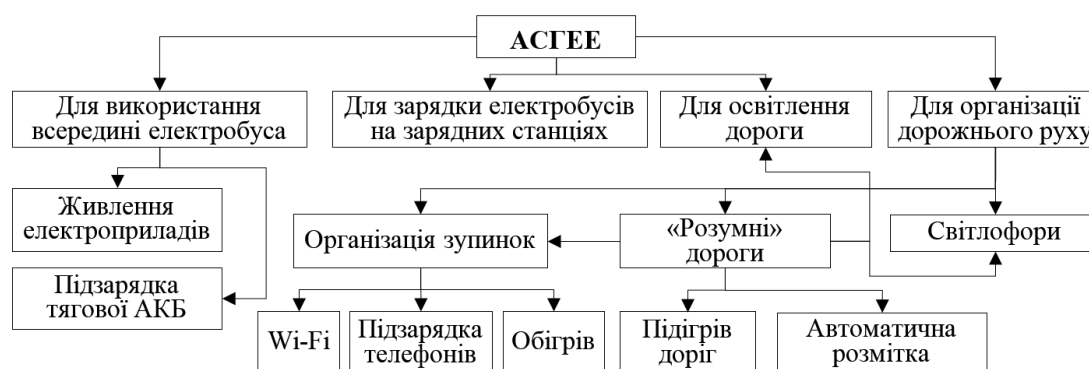 АСГЕЕ
Для використання
всередині електробуса
Для зарядки електробусів
на зарядних станціях
Для освітлення
дороги
Для організації
дорожнього руху
Живлення
електроприладів
Організація зупинок
«Розумні»
дороги
Світлофори
Підзарядка
тягової АКБ
Wi-Fi
Підзарядка
телефонів
Обігрів
Підігрів
доріг
Автоматична
розмітка